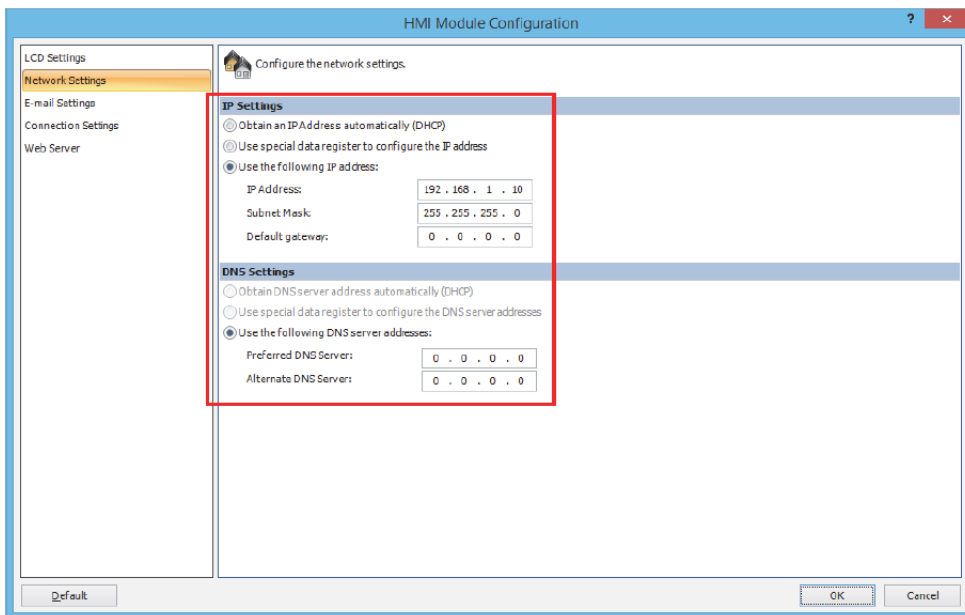 HMI Module Configuration
?
LCD Settings
Network Settings
E-mail Settings
Connection Settings
Web Server
Configure the network settings.
IP Settings
Obtain an IP Address automatically (DHCP)
Use special data register to configure the IP address
Use the following IP address:
IP Address: 192 . 168 . 1 . 10
Subnet Mask: 255 . 255 . 255 . 0
Default gateway: 0 . 0 . 0 . 0
DNS Settings
Obtain DNS server address automatically (DHCP)
Use special data register to configure the DNS server addresses
Use the following DNS server addresses:
Preferred DNS Server: 0 . 0 . 0 . 0
Alternate DNS Server: 0 . 0 . 0 . 0
Default
OK
Cancel